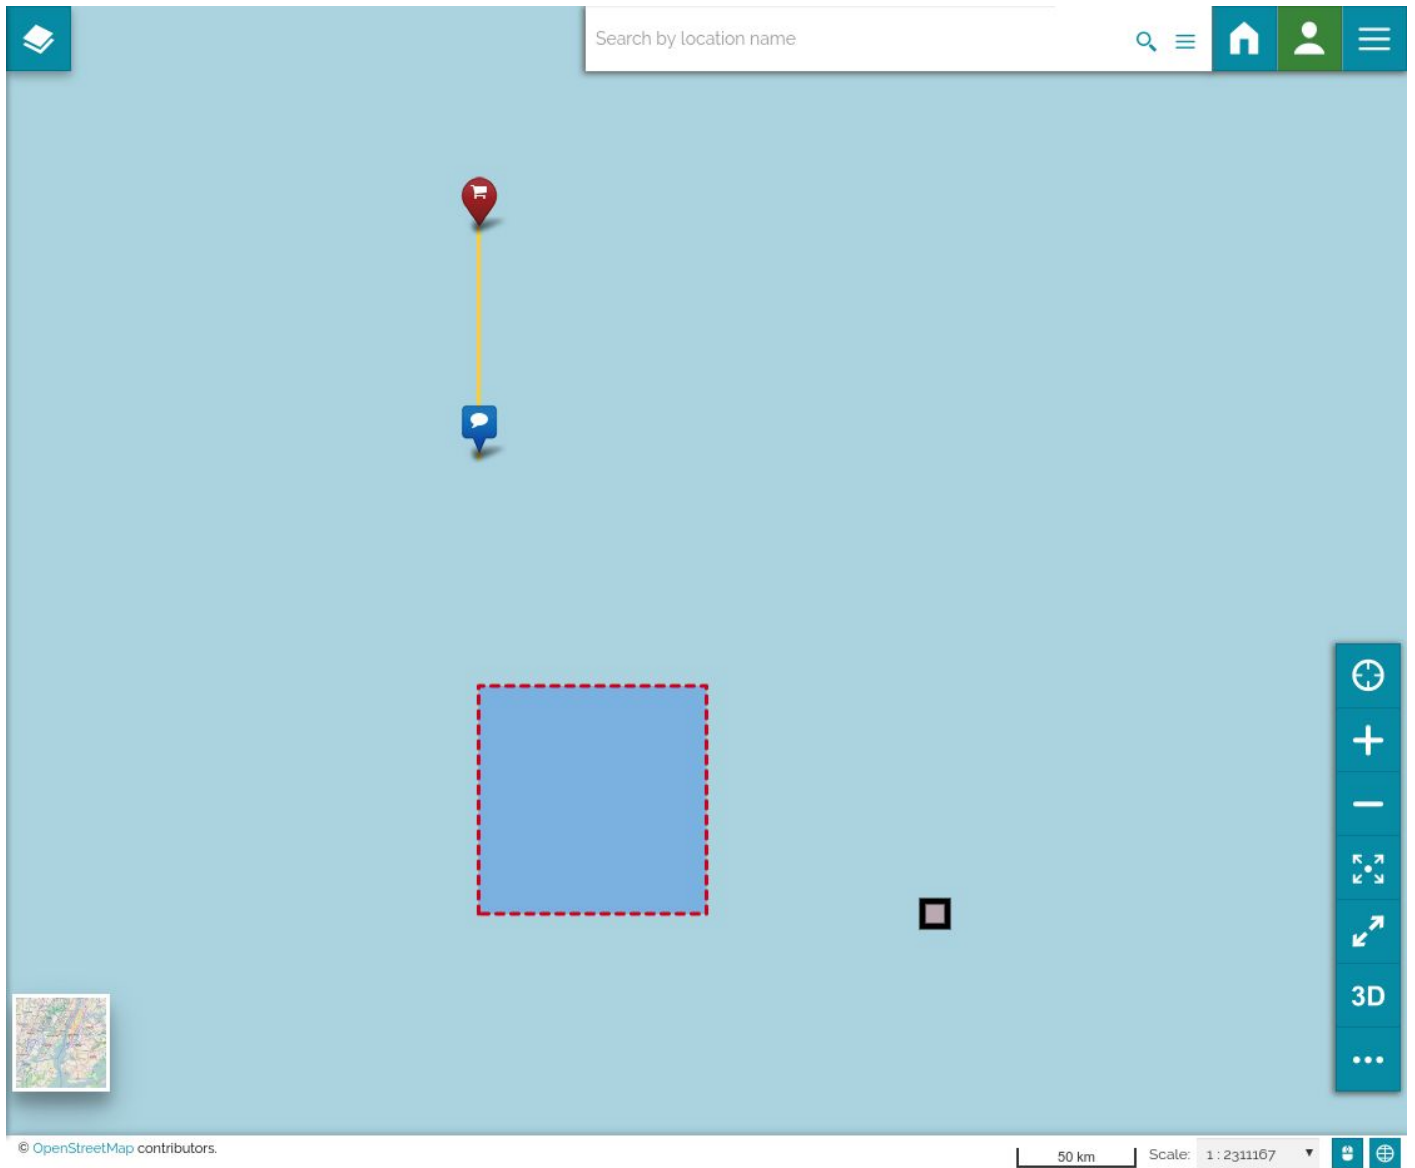 Search by location name
3D
© OpenStreetMap contributors.
50 km
Scale: 1 : 2311167